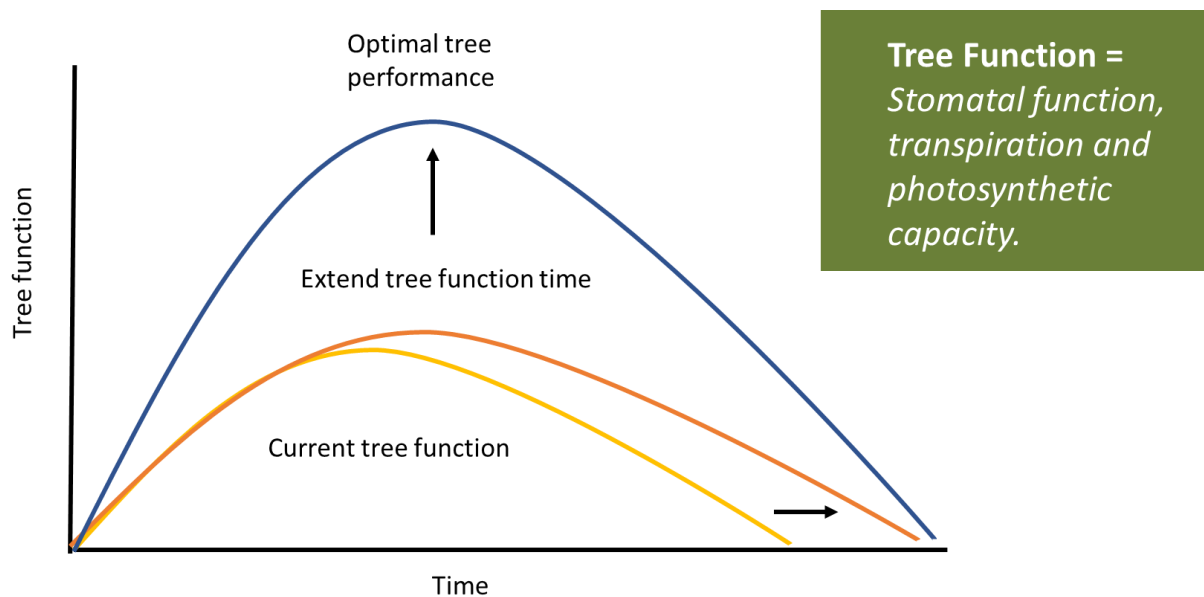 Optimal tree
performance
Tree Function =
Stomatal function,
transpiration and
photosynthetic
capacity.
Tree function
Extend tree function time
Current tree function
Time